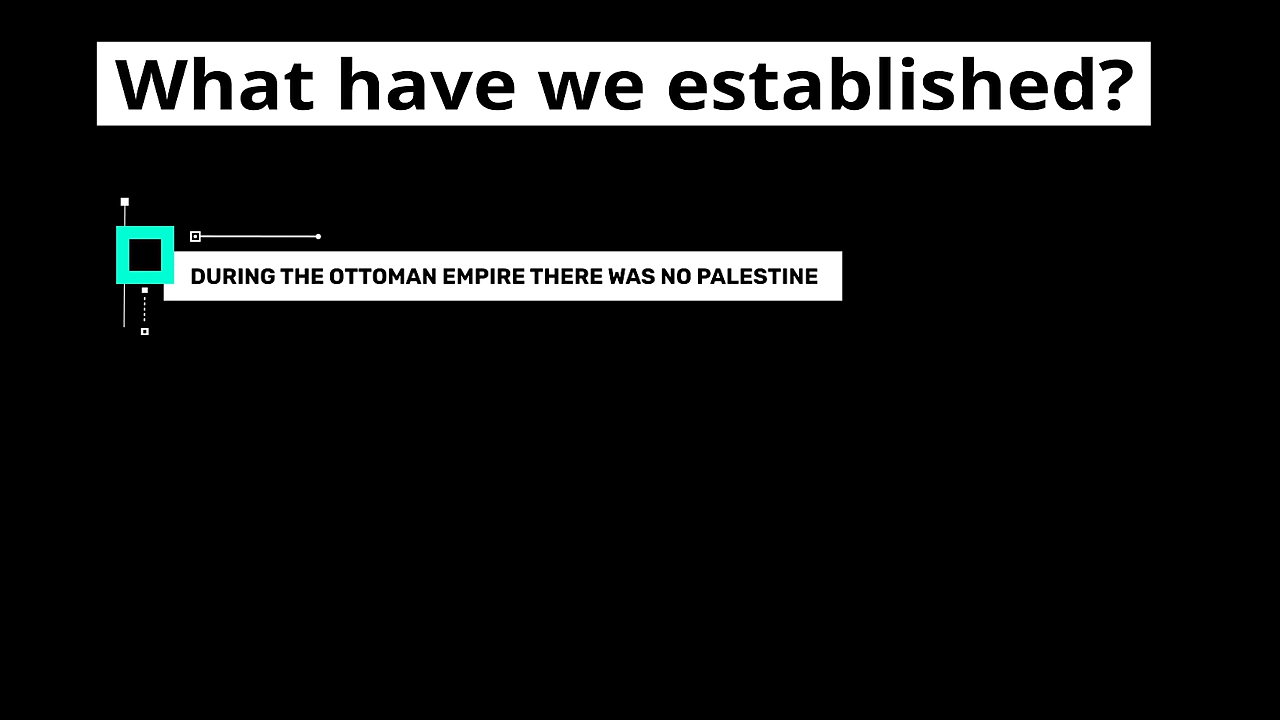 What have we established?
DURING THE OTTOMAN EMPIRE THERE WAS NO PALESTINE